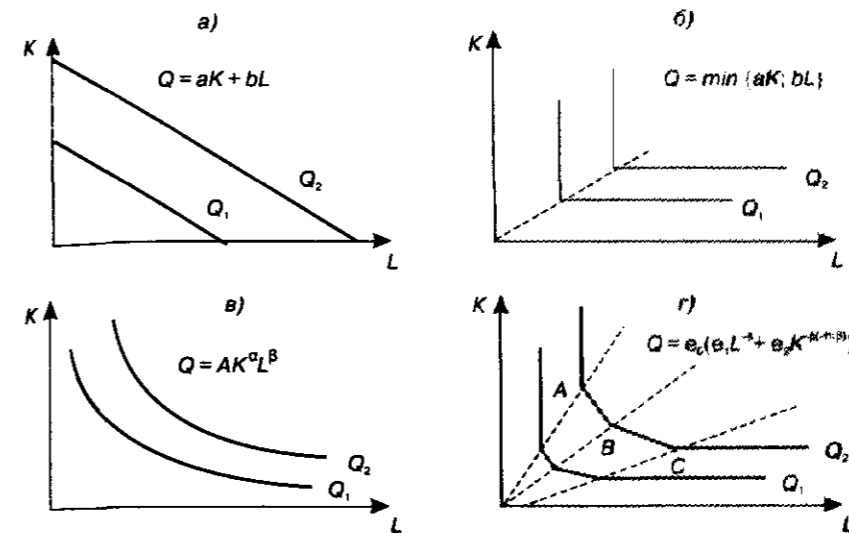 а)
K
Q = aK + bL
Q₂
Q₁
L
б)
K
Q = min {aK; bL}
Q₂
Q₁
L
в)
K
Q = AK^α L^β
Q₂
Q₁
L
г)
K
A
B
C
Q₂
Q₁
L